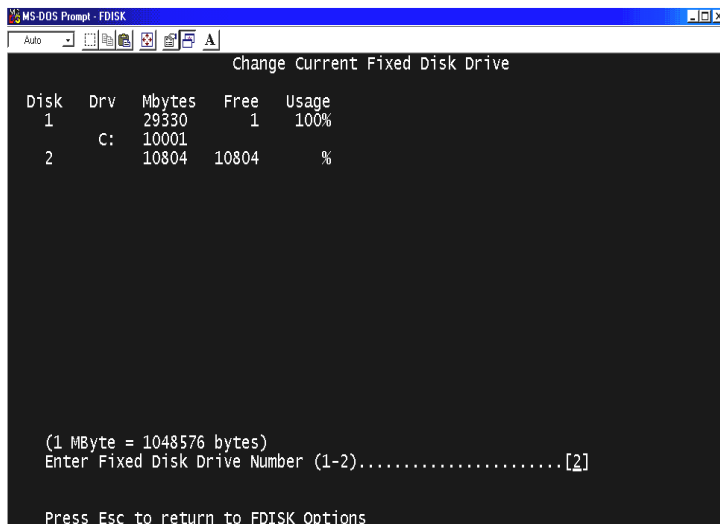 MS-DOS Prompt - FDISK
Auto
A
Change Current Fixed Disk Drive
Disk Drv Mbytes Free Usage
1 29330 1 100%
C: 10001
2 10804 10804 %
(1 MByte = 1048576 bytes)
Enter Fixed Disk Drive Number (1-2).......................[2]
Press Esc to return to FDISK Options